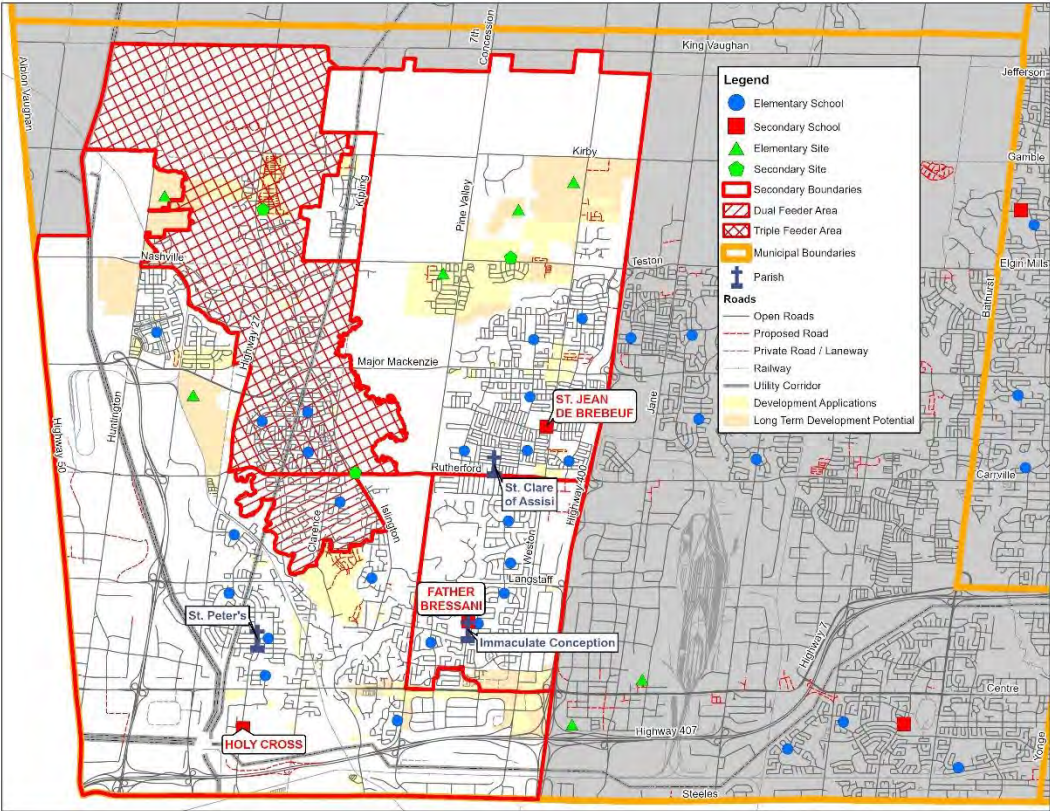 King Vaughan
7th
Concession
Jefferson
Albion Vaughan
Legend
Elementary School
Secondary School
Elementary Site
Secondary Site
Secondary Boundaries
Dual Feeder Area
Triple Feeder Area
Municipal Boundaries
Parish
Roads
Open Roads
Proposed Road
Private Road / Laneway
Railway
Utility Corridor
Development Applications
Long Term Development Potential
Kirby
Gamble
Kipling
Pine Valley
Nashville
Teston
Elgin Mills
Bathurst
Highway 27
Major Mackenzie
Jane
ST. JEAN
DE BREBEUF
Huntington
Highway 50
Rutherford
Carrville
St. Clare
of Assisi
Highway 400
Clarence
Islington
Weston
Langstaff
FATHER
BRESSANI
St. Peter's
Immaculate Conception
Highway 7
Centre
HOLY CROSS
Highway 407
Yonge
Steeles